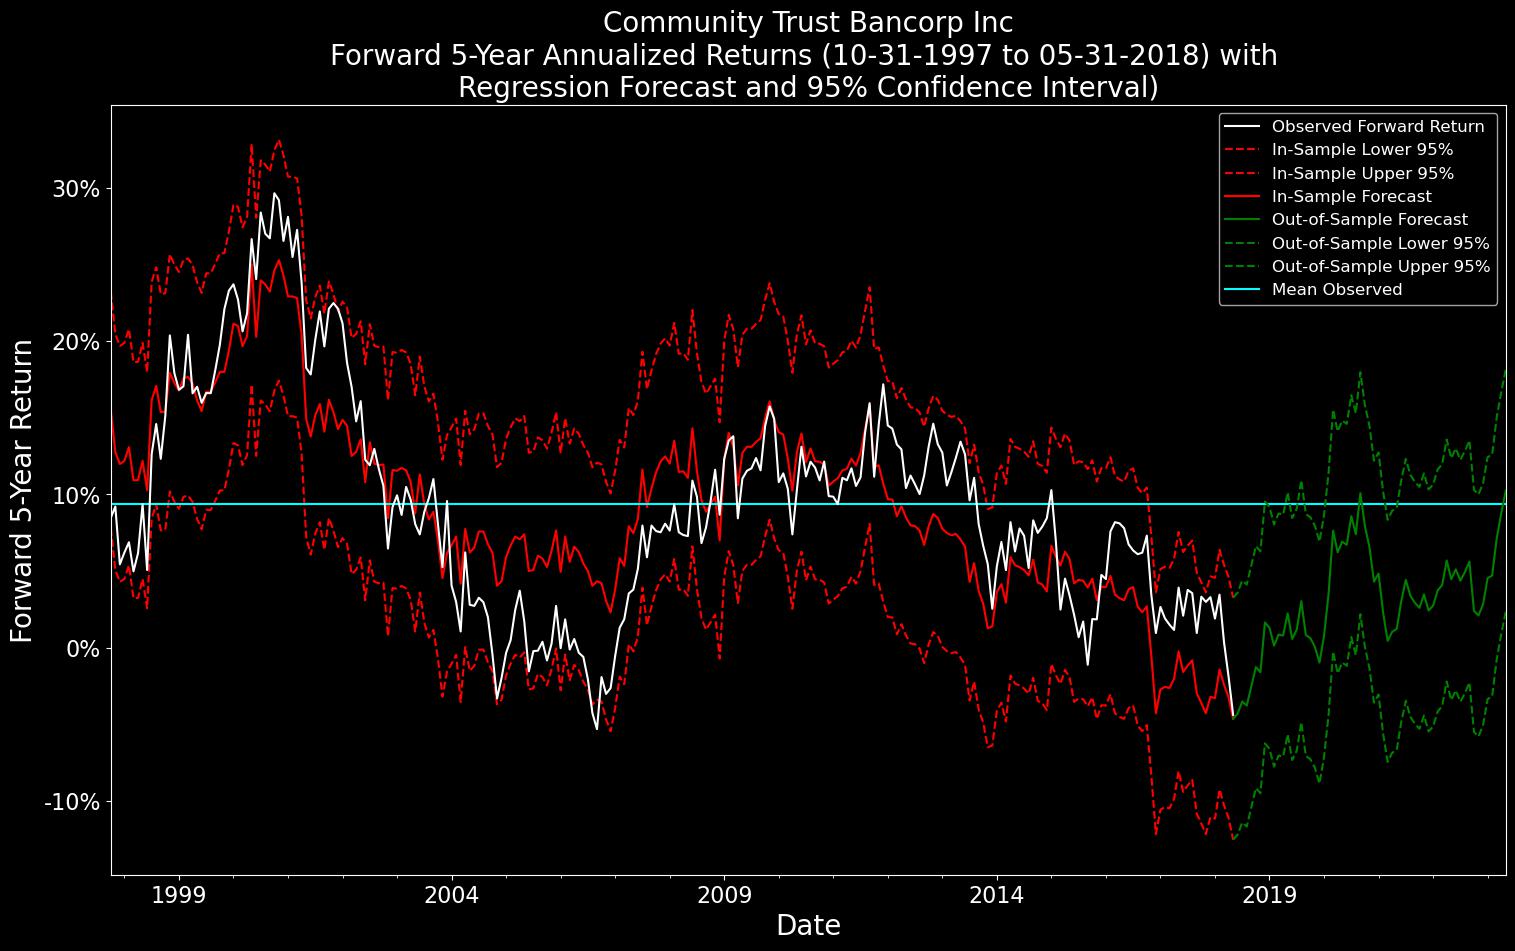 Community Trust Bancorp Inc
Forward 5-Year Annualized Returns (10-31-1997 to 05-31-2018) with
Regression Forecast and 95% Confidence Interval)
Observed Forward Return
In-Sample Lower 95%
In-Sample Upper 95%
In-Sample Forecast
Out-of-Sample Forecast
Out-of-Sample Lower 95%
Out-of-Sample Upper 95%
Mean Observed
Forward 5-Year Return
30%
20%
10%
0%
-10%
1999 2004 2009 2014 2019
Date